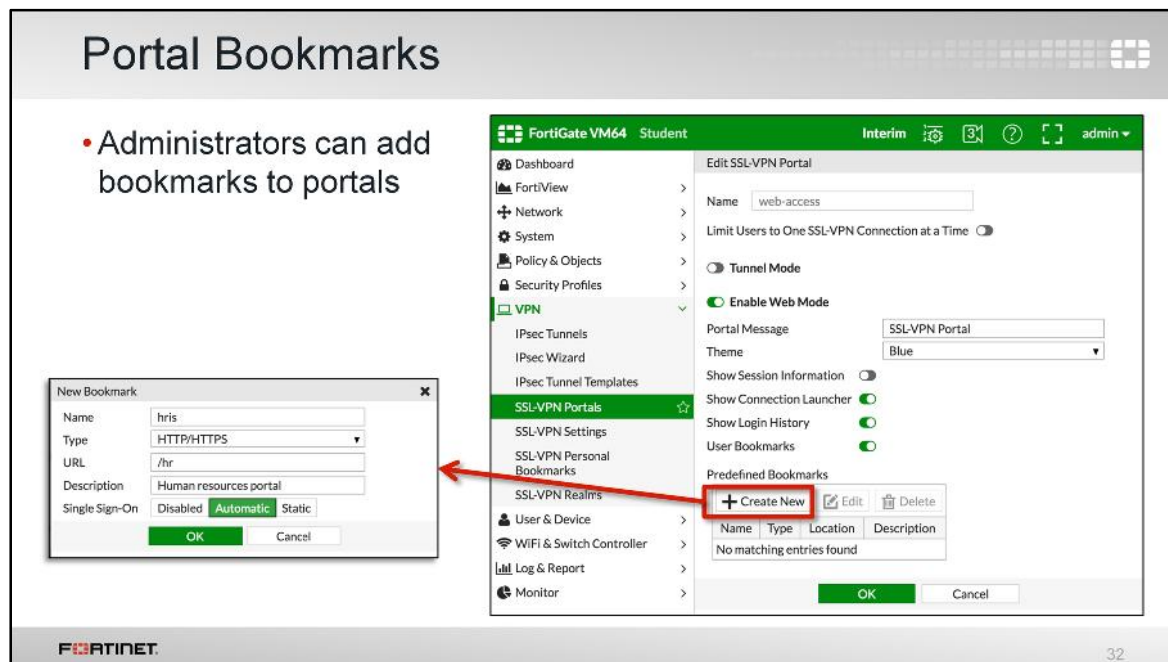 Portal Bookmarks
•Administrators can add
bookmarks to portals
FortiGate VM64 Student
Interim
3
?
admin
Dashboard
FortiView
Network
System
Policy & Objects
Security Profiles
VPN
IPsec Tunnels
IPsec Wizard
IPsec Tunnel Templates
SSL-VPN Portals
SSL-VPN Settings
SSL-VPN Personal
Bookmarks
SSL-VPN Realms
User & Device
WiFi & Switch Controller
Log & Report
Monitor
Edit SSL-VPN Portal
Name web-access
Limit Users to One SSL-VPN Connection at a Time
Tunnel Mode
Enable Web Mode
Portal Message SSL-VPN Portal
Theme Blue
Show Session Information
Show Connection Launcher
Show Login History
User Bookmarks
Predefined Bookmarks
+ Create New Edit Delete
Name Type Location Description
No matching entries found
OK Cancel
New Bookmark x
Name hris
Type HTTP/HTTPS
URL /hr
Description Human resources portal
Single Sign-On Disabled Automatic Static
OK Cancel
FORTINET.
32